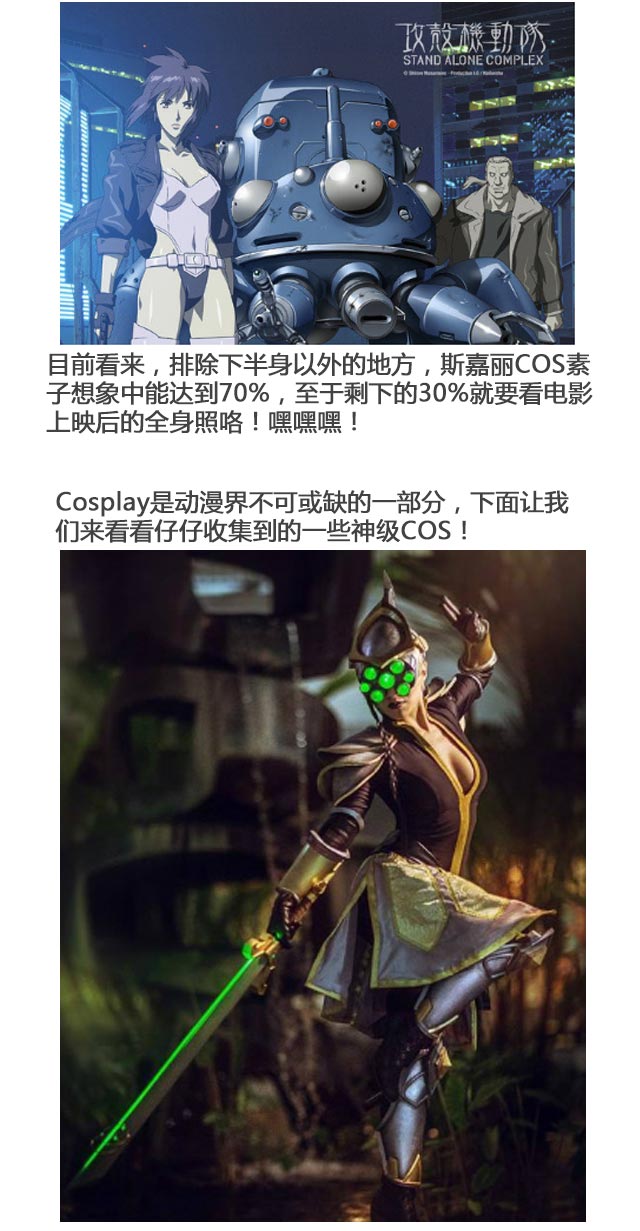 攻殻機動隊
STAND ALONE COMPLEX
目前看来，排除下半身以外的地方，斯嘉丽COS素
子想象中能达到70%，至于剩下的30%就要看电影
上映后的全身照咯！嘿嘿嘿！
Cosplay是动漫界不可或缺的一部分，下面让我
们来看看仔仔收集到的一些神级COS！